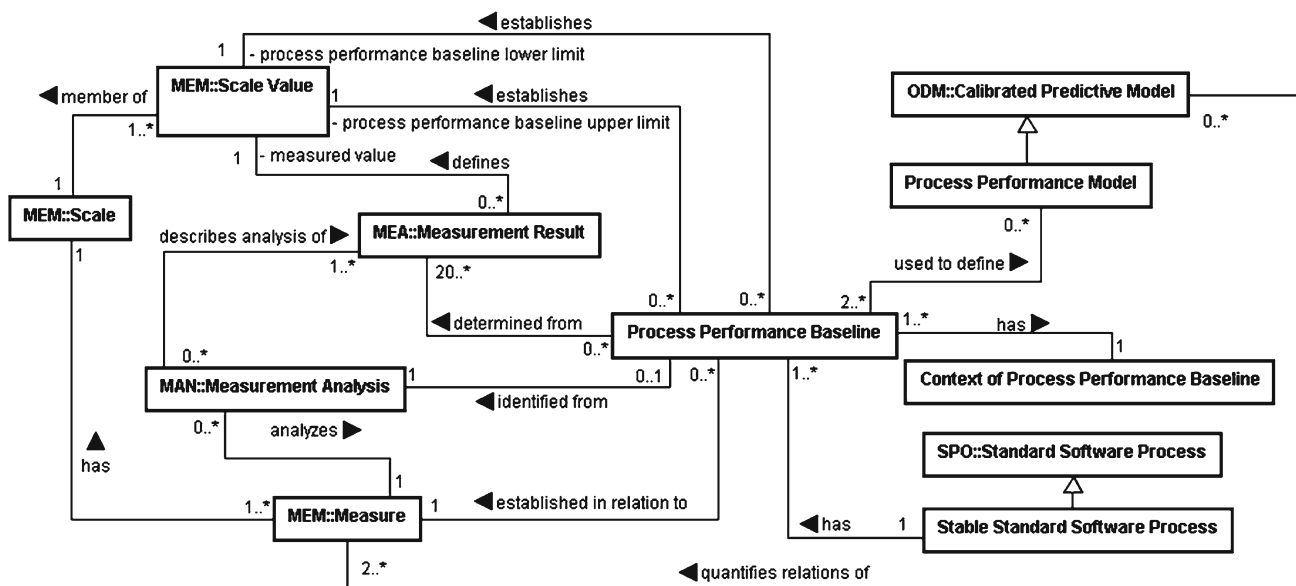 ◀ establishes
1
- process performance baseline lower limit
MEM::Scale Value
◀ member of
1..*
1
◀ establishes
- process performance baseline upper limit
ODM::Calibrated Predictive Model
0..*
1
- measured value
◀ defines
Process Performance Model
1
0..*
0..*
MEM::Scale
MEA::Measurement Result
describes analysis of ▶
1
1..*
20..*
used to define ▶
0..*
0..*
2..*
◀ determined from
Process Performance Baseline
1..*
has ▶
0..*
0..*
1
MAN::Measurement Analysis
1
0..1
0..*
1..*
Context of Process Performance Baseline
◀ identified from
0..*
analyzes ▶
▲
has
SPO::Standard Software Process
1
1..*
MEM::Measure
1
◀ established in relation to
◀ has
1
Stable Standard Software Process
2..*
◀ quantifies relations of